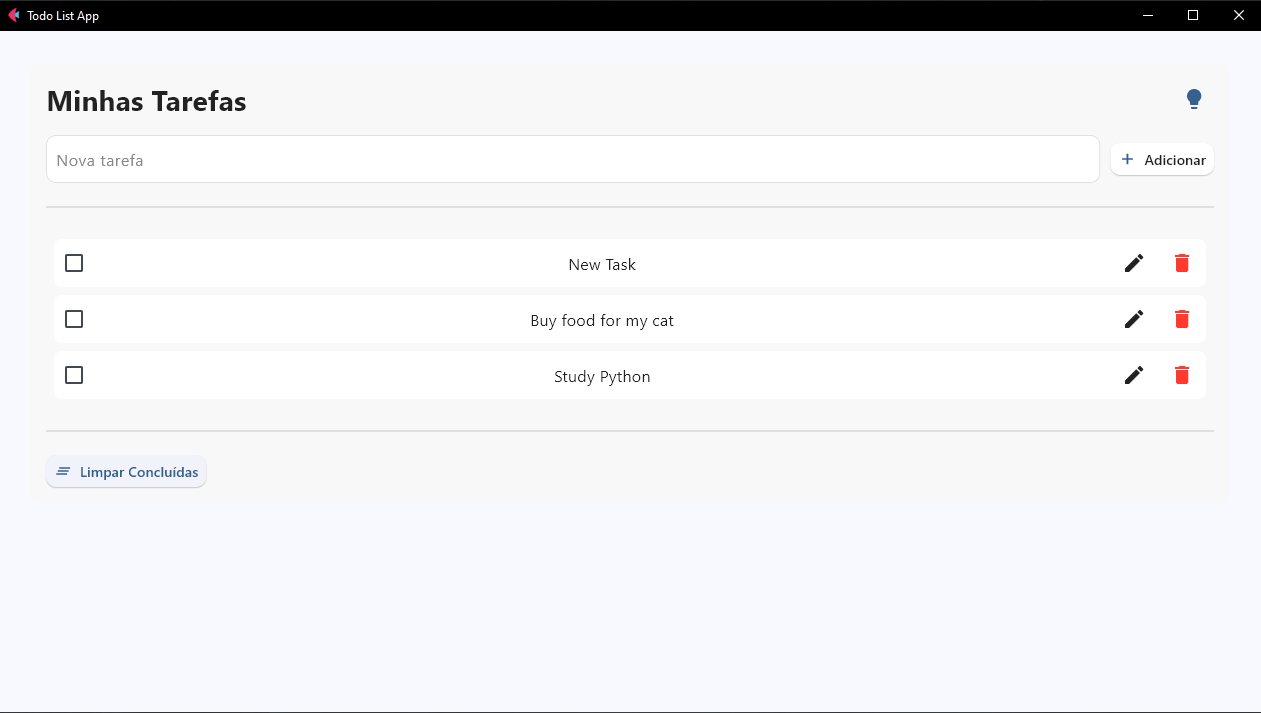 Todo List App
Minhas Tarefas
Nova tarefa
Adicionar
New Task
Buy food for my cat
Study Python
Limpar Concluídas